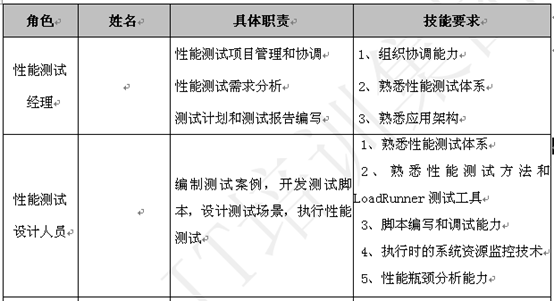 角色 姓名 具体职责 技能要求
性能测试
经理
性能测试项目管理和协调
性能测试需求分析
测试计划和测试报告编写
1、组织协调能力
2、熟悉性能测试体系
3、熟悉应用架构
性能测试
设计人员
编制测试案例，开发测试脚
本，设计测试场景，执行性能
测试
1、熟悉性能测试体系
2、熟悉性能测试方法和
LoadRunner测试工具
3、脚本编写和调试能力
4、执行时的系统资源监控技术
5、性能瓶颈分析能力
IT培训